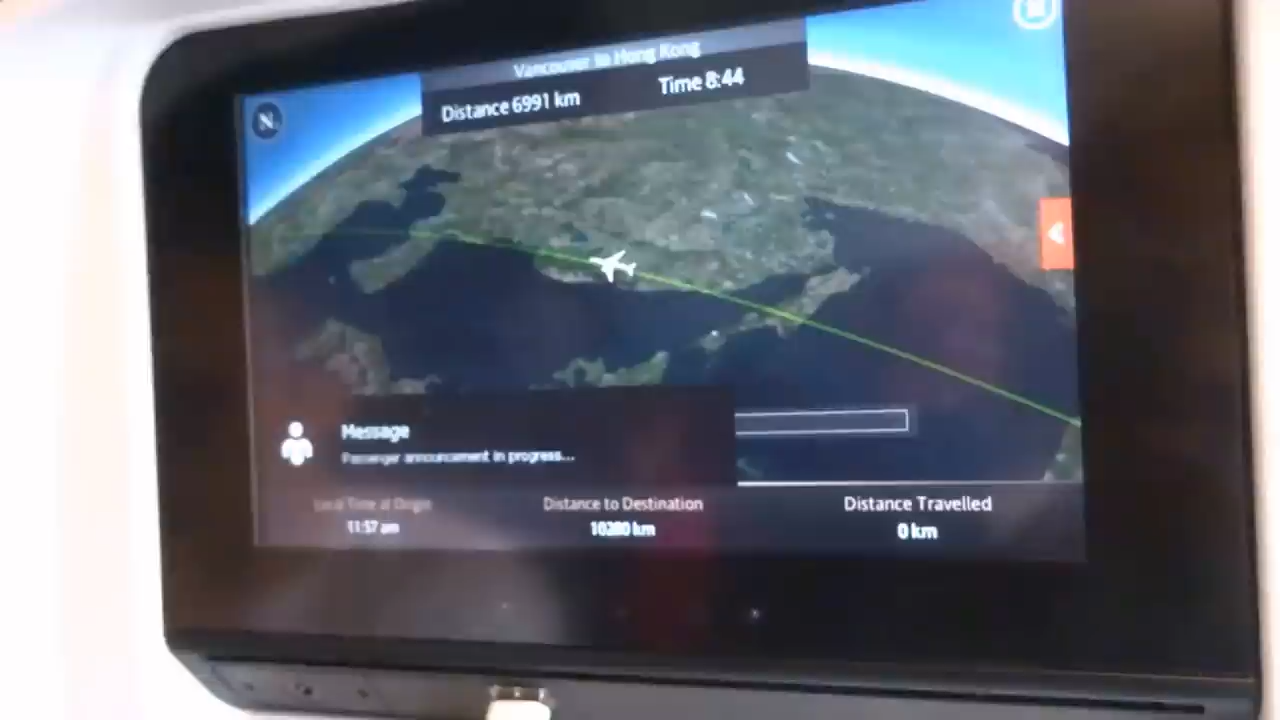 Vancouver to Hong Kong
Distance 6991 km
Time 8:44
N
Message
Passenger announcement in progress...
Local Time at Origin
11:57 am
Distance to Destination
10280 km
Distance Travelled
0 km